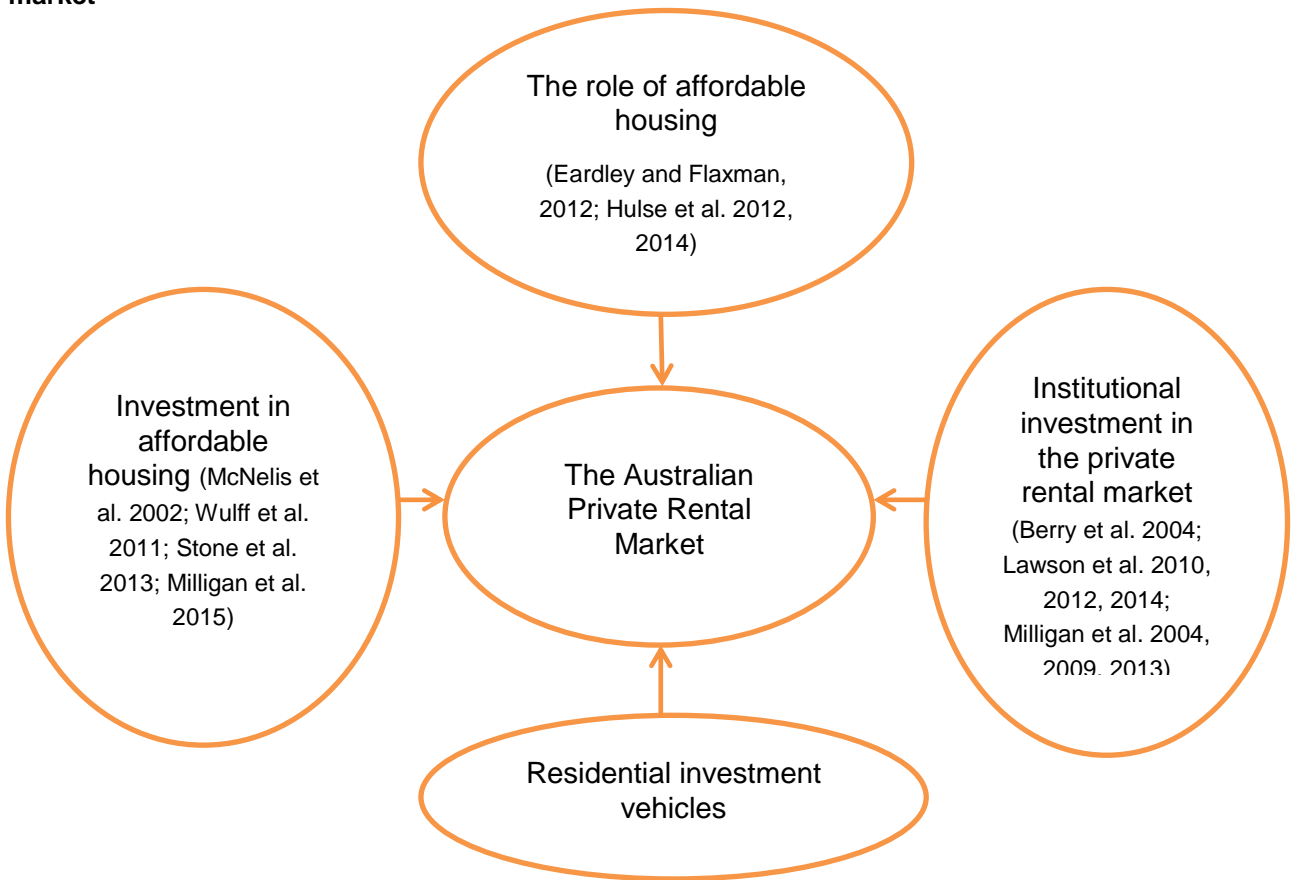 market
The role of affordable
housing
(Eardley and Flaxman,
2012; Hulse et al. 2012,
2014)
Investment in
affordable
housing (McNelis et
al. 2002; Wulff et al.
2011; Stone et al.
2013; Milligan et al.
2015)
The Australian
Private Rental
Market
Institutional
investment in
the private
rental market
(Berry et al. 2004;
Lawson et al. 2010,
2012, 2014;
Milligan et al. 2004,
2009, 2013)
Residential investment
vehicles